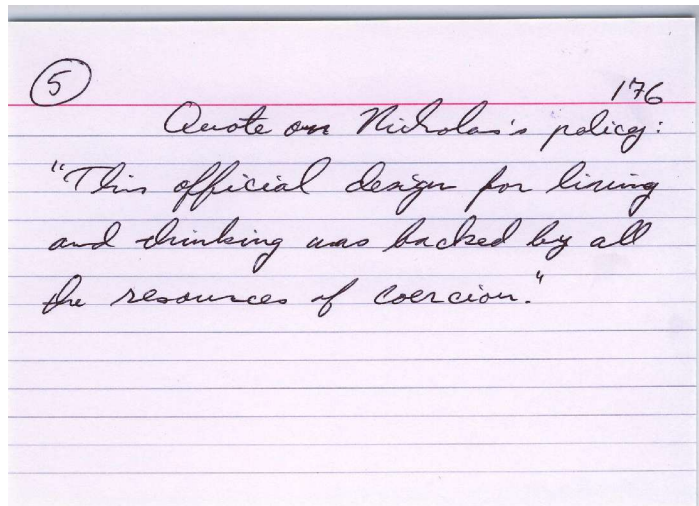 5
176
Quote on Nicholas's policy:
"This official design for living
and thinking was backed by all
the resources of coercion."